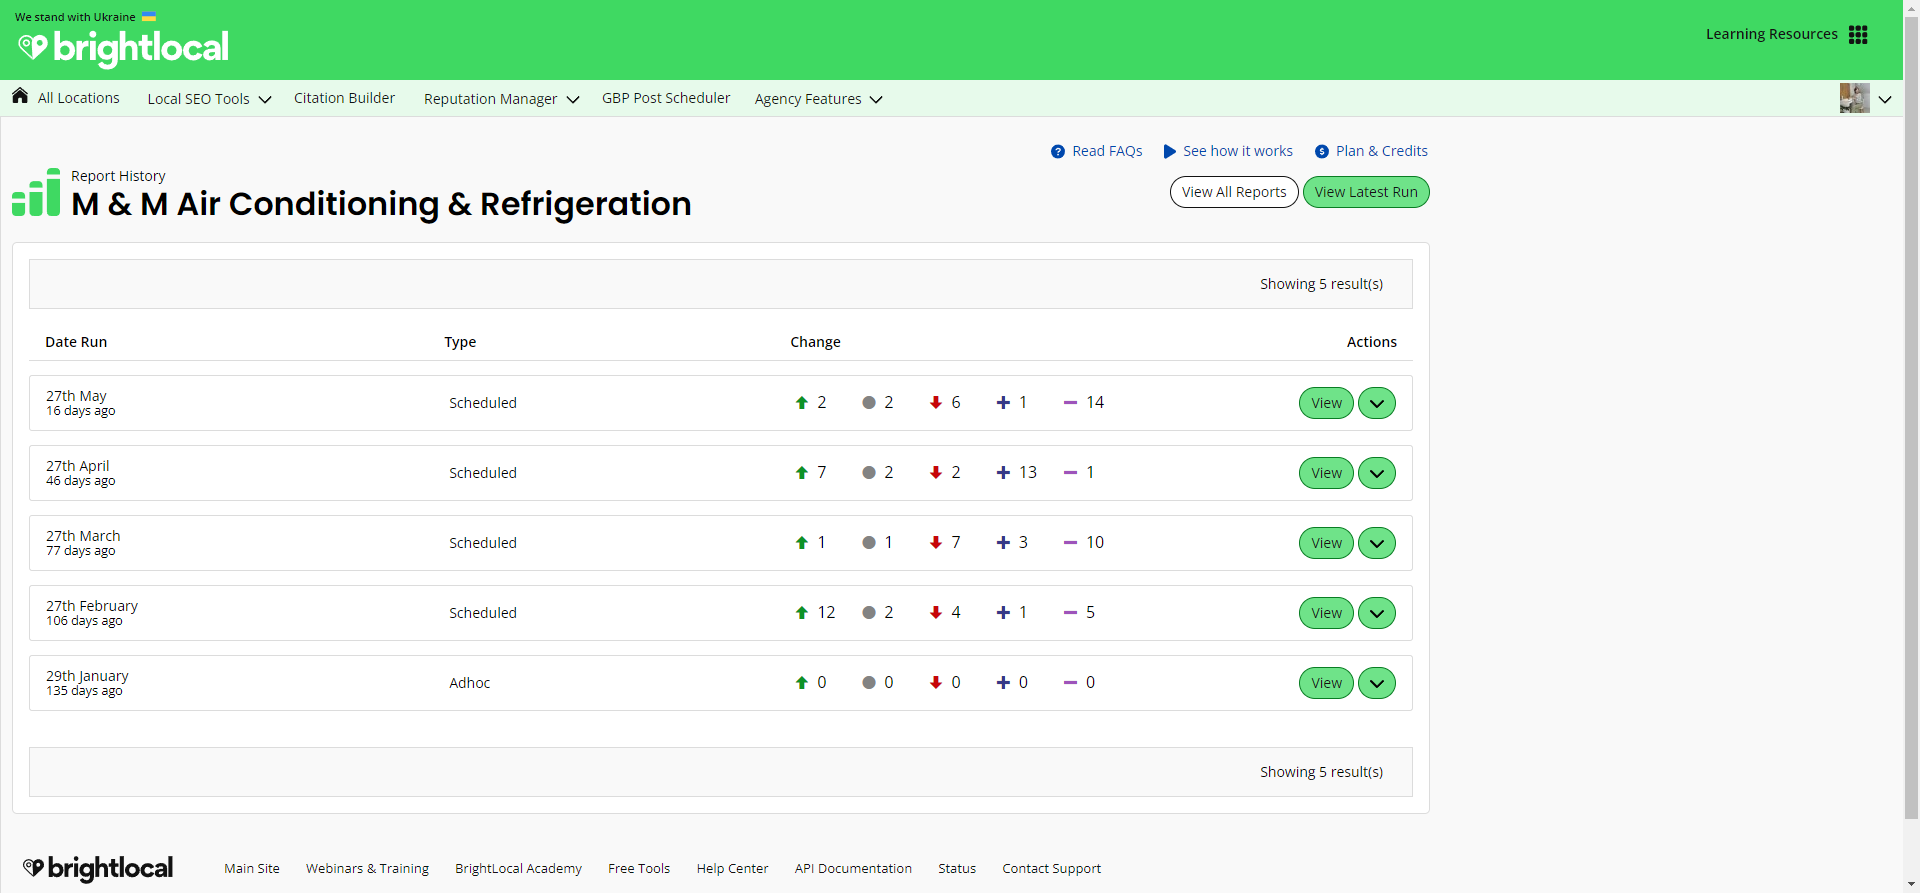 We stand with Ukraine
brightlocal
Learning Resources
All Locations Local SEO Tools Citation Builder Reputation Manager GBP Post Scheduler Agency Features
Read FAQs See how it works Plan & Credits
Report History
M & M Air Conditioning & Refrigeration
View All Reports View Latest Run
Showing 5 result(s)
Date Run Type Change Actions
27th May
16 days ago
Scheduled 2 2 6 1 14 View
27th April
46 days ago
Scheduled 7 2 2 13 1 View
27th March
77 days ago
Scheduled 1 1 7 3 10 View
27th February
106 days ago
Scheduled 12 2 4 1 5 View
29th January
135 days ago
Adhoc 0 0 0 0 0 View
Showing 5 result(s)
brightlocal Main Site Webinars & Training BrightLocal Academy Free Tools Help Center API Documentation Status Contact Support